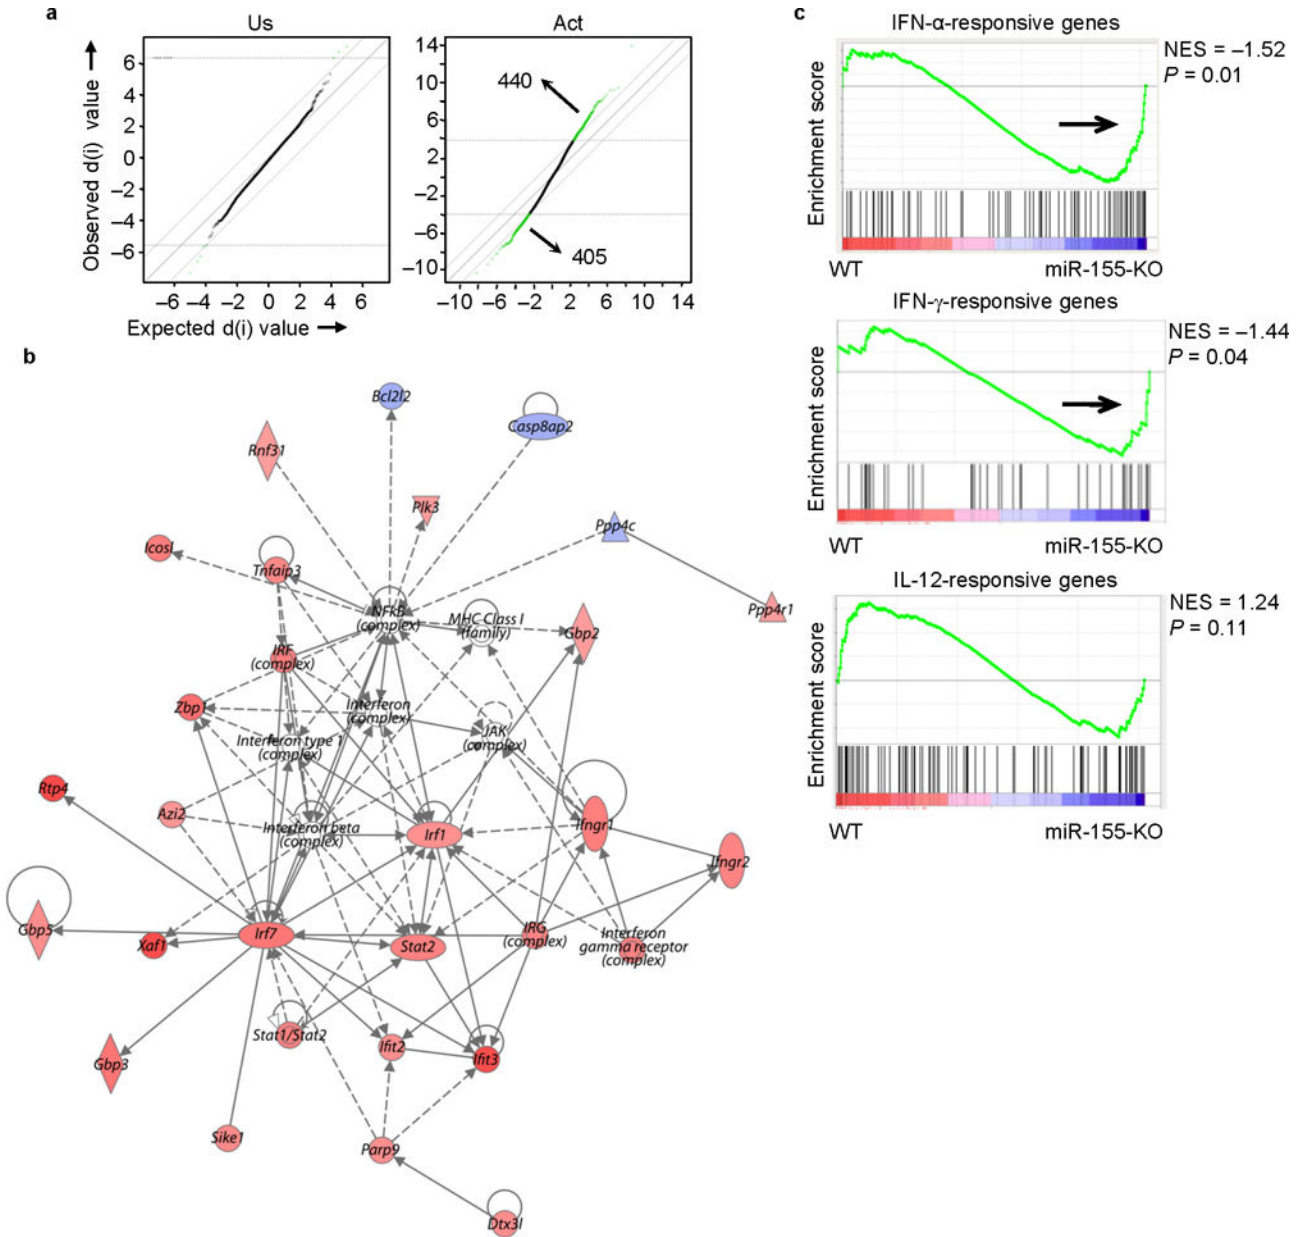 a
Us
Act
Observed d(i) value
6
4
2
0
–2
–4
–6
–6 –4 –2 0 2 4 6
Expected d(i) value
14
10
8
6
2
–2
–4
–6
–10
–10 –6 –2 2 6 10 14
440
405
b
Bcl2l2
Casp8ap2
Rnf31
Plk3
Ppp4c
Icosl
Tnfaip3
Ppp4r1
NFkB
(complex)
MHC Class I
(family)
Gbp2
IRF
(complex)
Zbp1
Interferon
(complex)
Interferon type 1
(complex)
JAK
(complex)
Rtp4
Azi2
Interferon beta
(complex)
Irf1
Ifngr1
Ifngr2
Gbp5
Xaf1
Irf7
Stat2
IRG
(complex)
Interferon
gamma receptor
(complex)
Stat1/Stat2
Ifit2
Ifit3
Gbp3
Sike1
Parp9
Dtx3l
c
IFN-α-responsive genes
NES = –1.52
P = 0.01
Enrichment score
WT
miR-155-KO
IFN-γ-responsive genes
NES = –1.44
P = 0.04
Enrichment score
WT
miR-155-KO
IL-12-responsive genes
NES = 1.24
P = 0.11
Enrichment score
WT
miR-155-KO